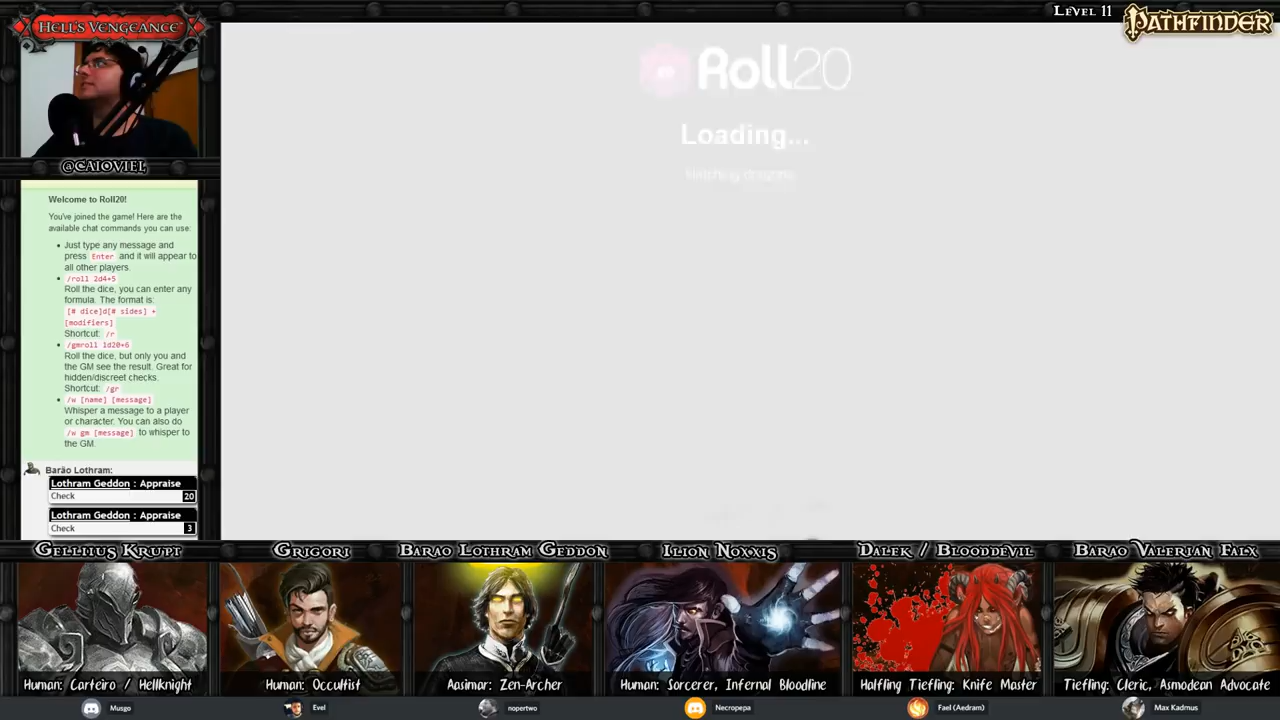 Hell's Vengeance
Level 11
Pathfinder
Roll20
Loading...
@CAIOVIEL
Welcome to Roll20!
You've joined the game! Here are the
available chat commands you can use:
Just type any message and
press Enter and it will appear to
all other players.
/roll 2d4+5
Roll the dice, you can enter any
formula. The format is:
[# dice]d[# sides] +
[modifiers]
Shortcut: /r
/gmroll 1d20+6
Roll the dice, but only you and
the GM see the result. Great for
hidden/discreet checks.
Shortcut: /gr
/w [name] [message]
Whisper a message to a player
or character. You can also do
/w gm [message] to whisper to
the GM.
Barão Lothram:
Lothram Geddon : Appraise
Check 20
Lothram Geddon : Appraise
Check 3
Gellius Krupt
Grigori
Barao Lothram Geddon
Ilion Noxxis
Dalek / Blooddevil
Barao Valerian Falx
Human: Carteiro / Hellknight
Human: Occultist
Aasimar: Zen-Archer
Human: Sorcerer, Infernal Bloodline
Halfling Tiefling: Knife Master
Tiefling: Cleric, Asmodean Advocate
Musgo
Evel
nopertwo
Necropepa
Fael (Aedram)
Max Kadmus